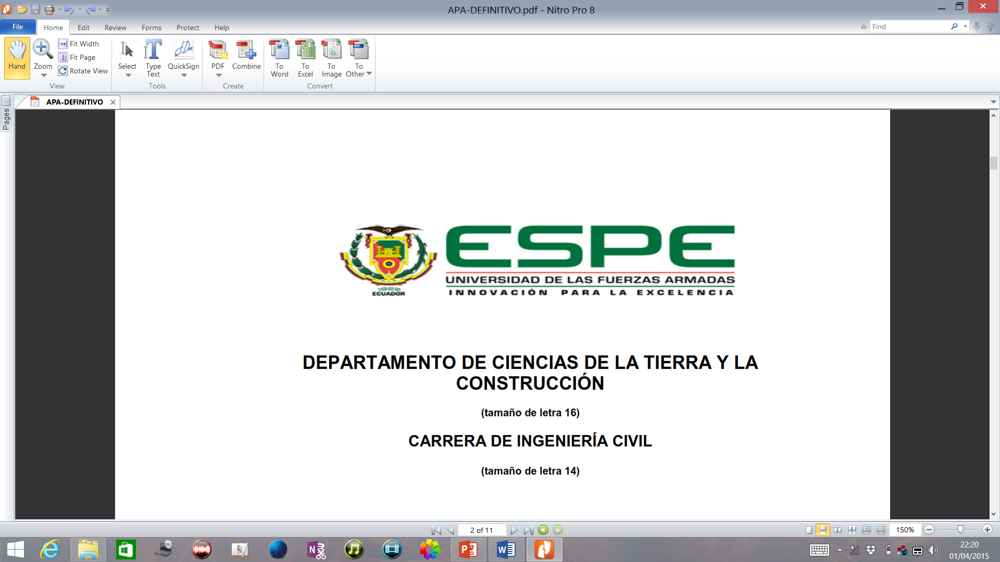 APA-DEFINITIVO.pdf - Nitro Pro 8
File Home Edit Review Forms Protect Help
Find
Hand
Zoom
Fit Width
Fit Page
Rotate View
View
Select
Type Text
QuickSign
Tools
PDF
Combine
Create
To Word
To Excel
To Image
To Other
Convert
Pages
APA-DEFINITIVO
ESPE
UNIVERSIDAD DE LAS FUERZAS ARMADAS
INNOVACIÓN PARA LA EXCELENCIA
1922
ECUADOR
DEPARTAMENTO DE CIENCIAS DE LA TIERRA Y LA
CONSTRUCCIÓN
(tamaño de letra 16)
CARRERA DE INGENIERÍA CIVIL
(tamaño de letra 14)
2 of 11
150%
22:20
01/04/2015